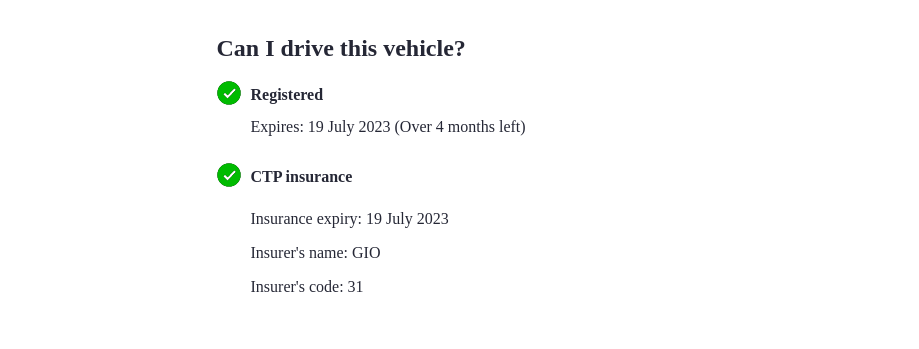 Can I drive this vehicle?
Registered
Expires: 19 July 2023 (Over 4 months left)
CTP insurance
Insurance expiry: 19 July 2023
Insurer's name: GIO
Insurer's code: 31